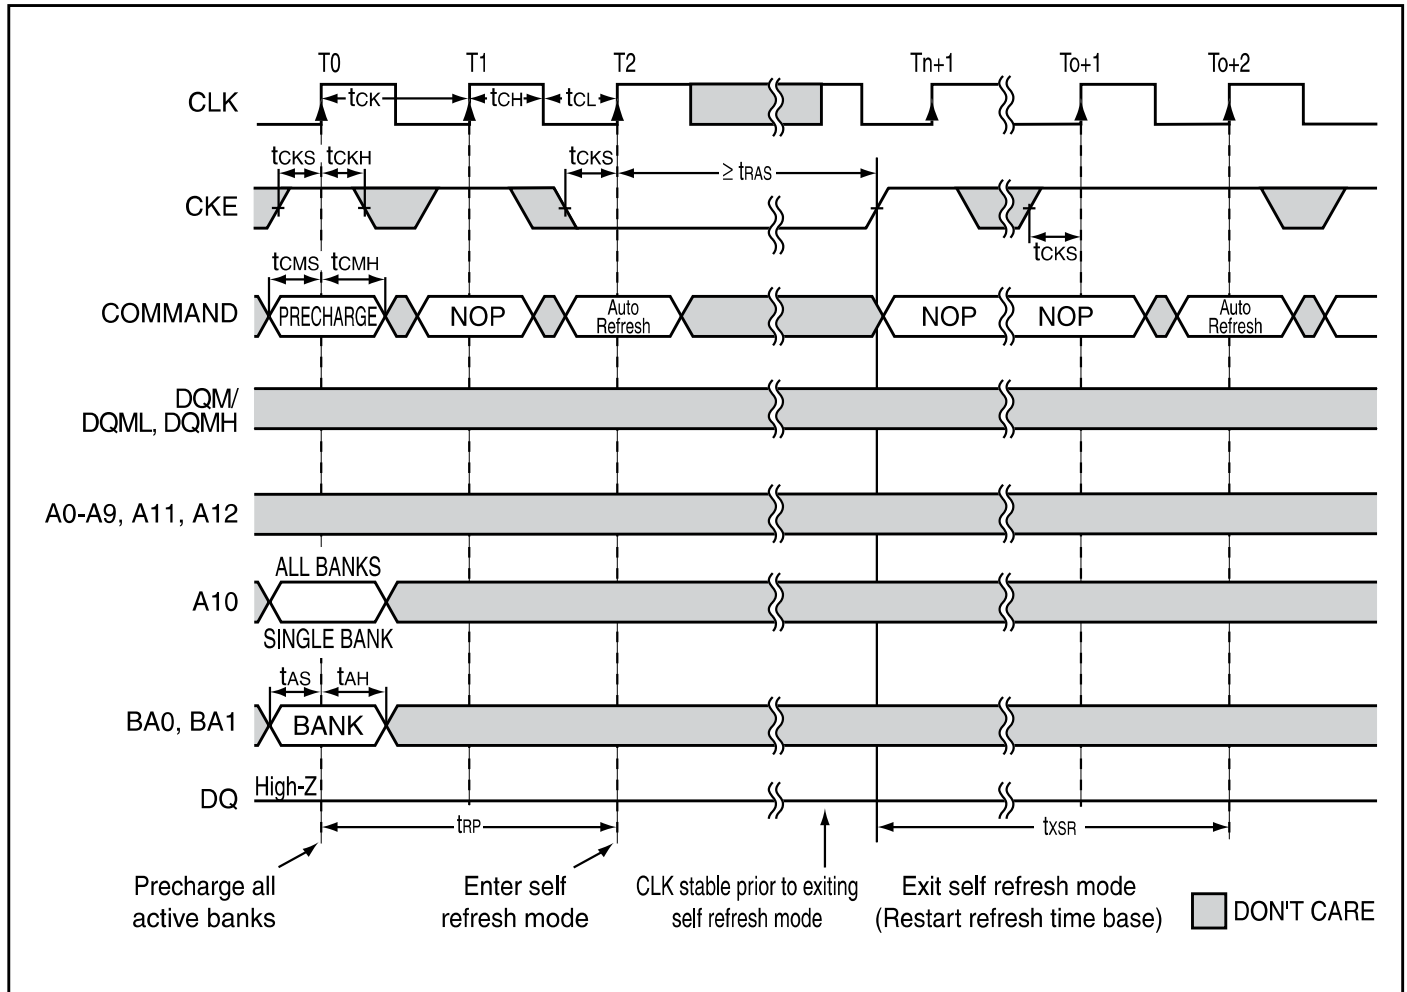 T0 T1 T2 Tn+1 To+1 To+2
CLK
tCK tCH tCL
tCKS tCKH tCKS ≥ tRAS
CKE
tCKS
tCMS tCMH
COMMAND PRECHARGE NOP Auto Refresh NOP NOP Auto Refresh
DQM/
DQML, DQMH
A0-A9, A11, A12
ALL BANKS
A10
SINGLE BANK
tAS tAH
BA0, BA1 BANK
DQ High-Z
tRP tXSR
Precharge all
active banks
Enter self
refresh mode
CLK stable prior to exiting
self refresh mode
Exit self refresh mode
(Restart refresh time base)
DON'T CARE